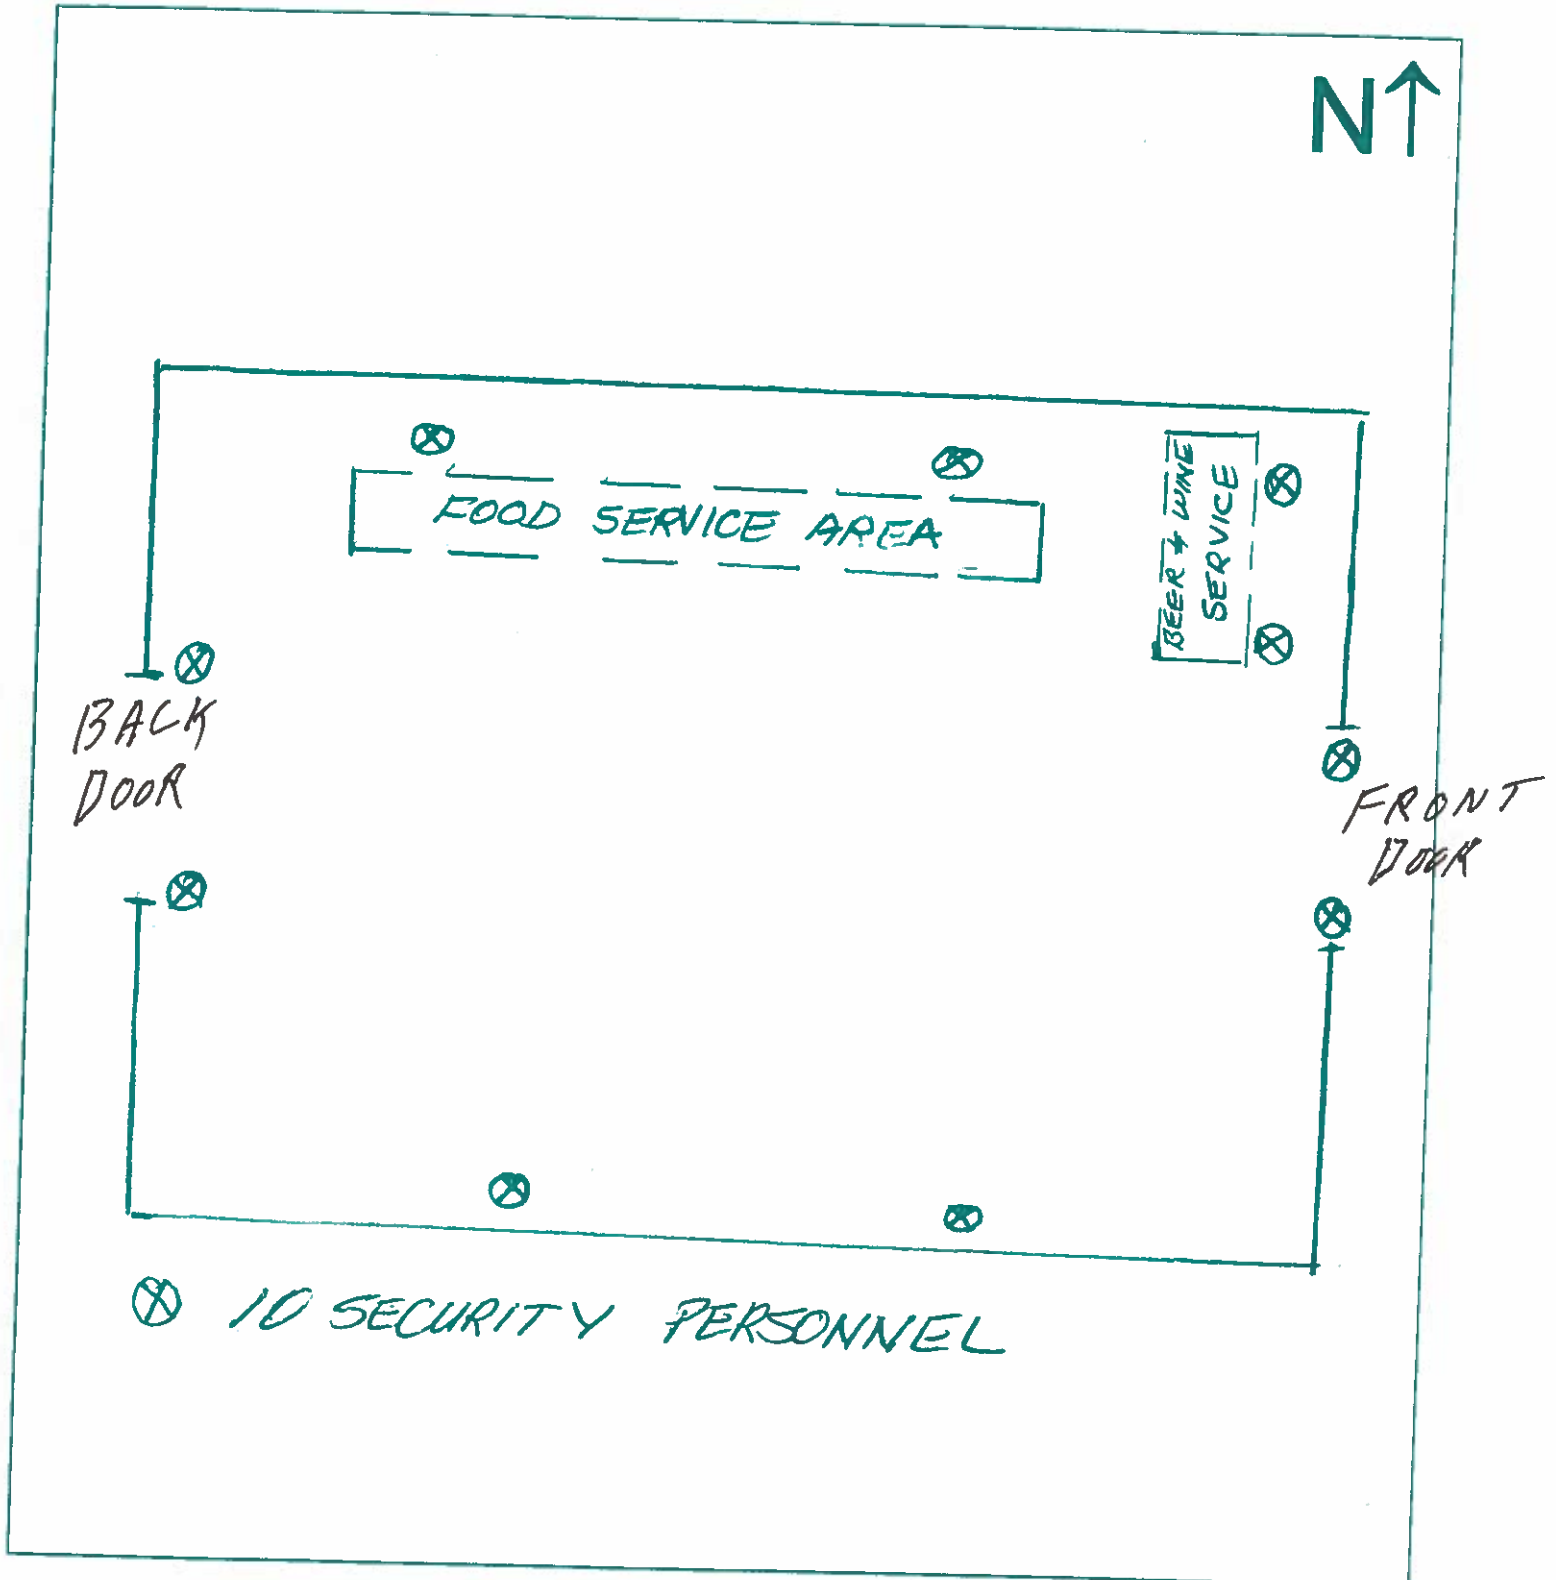 N
FOOD SERVICE AREA
BEER & WINE
SERVICE
BACK
DOOR
FRONT
DOOR
10 SECURITY PERSONNEL